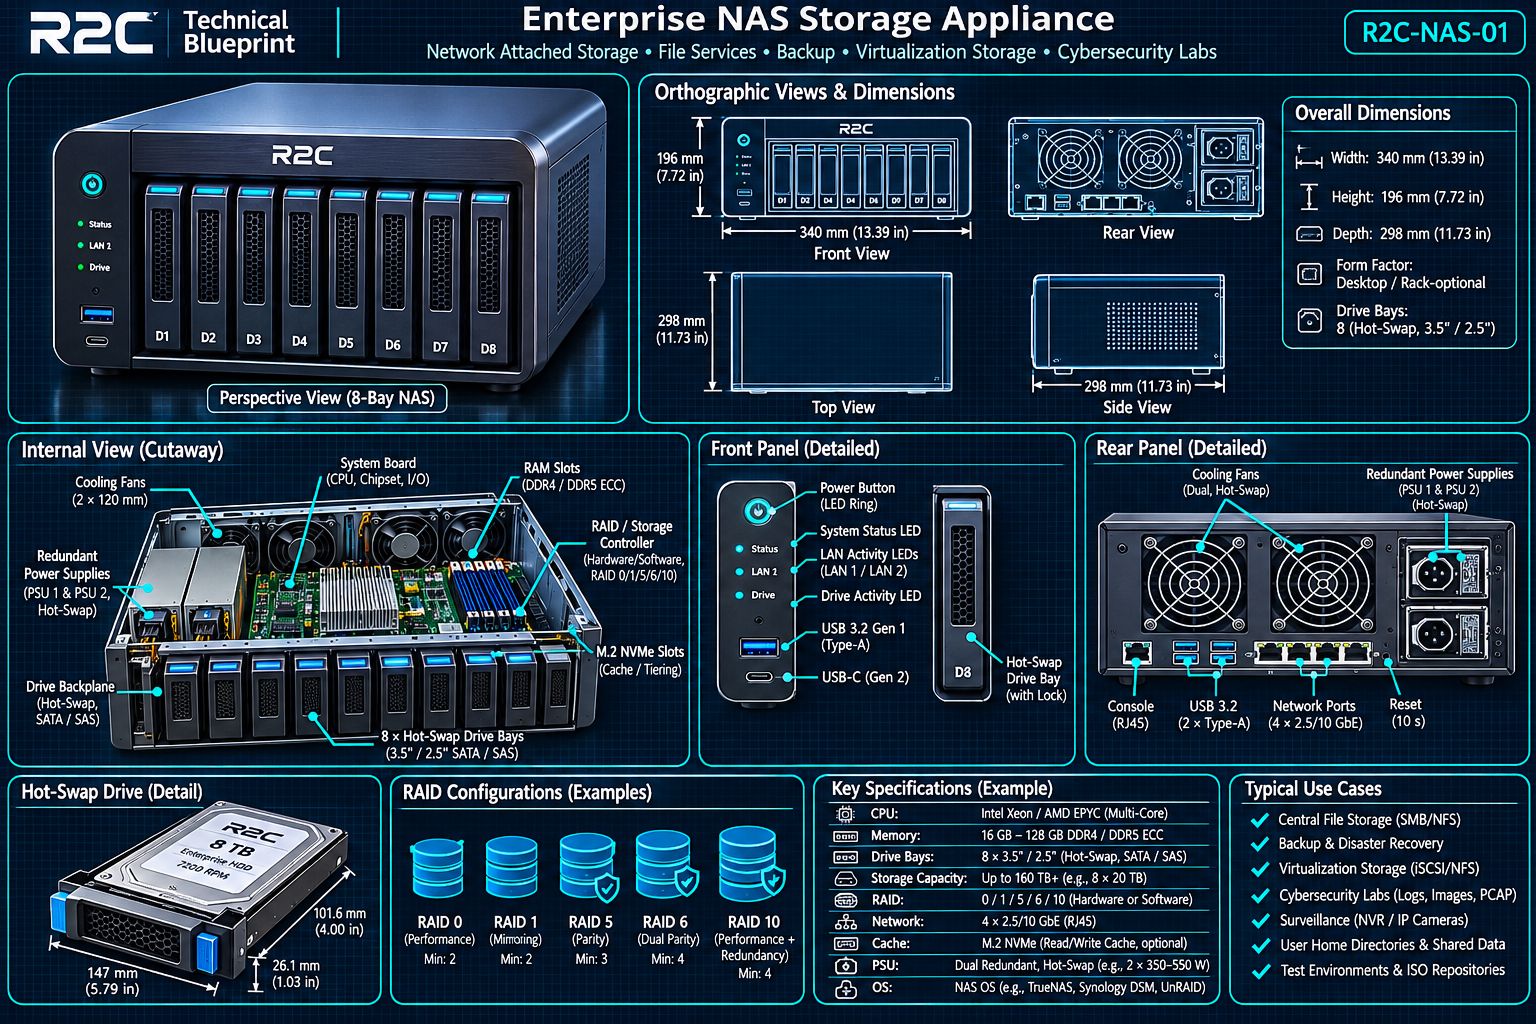 R2C
Technical
Blueprint
Enterprise NAS Storage Appliance
Network Attached Storage • File Services • Backup • Virtualization Storage • Cybersecurity Labs
R2C-NAS-01
R2C
Status
LAN 2
Drive
D1
D2
D3
D4
D5
D6
D7
D8
Perspective View (8-Bay NAS)
Orthographic Views & Dimensions
196 mm
(7.72 in)
R2C
D1
D2
D4
D4
D6
D9
D7
D8
340 mm (13.39 in)
Front View
Rear View
298 mm
(11.73 in)
Top View
298 mm (11.73 in)
Side View
Overall Dimensions
Width: 340 mm (13.39 in)
Height: 196 mm (7.72 in)
Depth: 298 mm (11.73 in)
Form Factor:
Desktop / Rack-optional
Drive Bays:
8 (Hot-Swap, 3.5" / 2.5")
Internal View (Cutaway)
Cooling Fans
(2 × 120 mm)
System Board
(CPU, Chipset, I/O)
RAM Slots
(DDR4 / DDR5 ECC)
RAID / Storage
Controller
(Hardware/Software,
RAID 0/1/5/6/10)
Redundant
Power Supplies
(PSU 1 & PSU 2,
Hot-Swap)
M.2 NVMe Slots
(Cache / Tiering)
Drive Backplane
(Hot-Swap,
SATA / SAS)
8 × Hot-Swap Drive Bays
(3.5" / 2.5" SATA / SAS)
Front Panel (Detailed)
Status
LAN 2
Drive
Power Button
(LED Ring)
System Status LED
LAN Activity LEDs
(LAN 1 / LAN 2)
Drive Activity LED
USB 3.2 Gen 1
(Type-A)
USB-C (Gen 2)
D8
Hot-Swap
Drive Bay
(with Lock)
Rear Panel (Detailed)
Cooling Fans
(Dual, Hot-Swap)
Redundant Power Supplies
(PSU 1 & PSU 2)
(Hot-Swap)
Console
(RJ45)
USB 3.2
(2 × Type-A)
Network Ports
(4 × 2.5/10 GbE)
Reset
(10 s)
Hot-Swap Drive (Detail)
R2C
8 TB
Enterprise HDD
7200 RPM
101.6 mm
(4.00 in)
147 mm
(5.79 in)
26.1 mm
(1.03 in)
RAID Configurations (Examples)
RAID 0
(Performance)
Min: 2
RAID 1
(Mirroring)
Min: 2
RAID 5
(Parity)
Min: 3
RAID 6
(Dual Parity)
Min: 4
RAID 10
(Performance +
Redundancy)
Min: 4
Key Specifications (Example)
CPU: Intel Xeon / AMD EPYC (Multi-Core)
Memory: 16 GB – 128 GB DDR4 / DDR5 ECC
Drive Bays: 8 × 3.5" / 2.5" (Hot-Swap, SATA / SAS)
Storage Capacity: Up to 160 TB+ (e.g., 8 × 20 TB)
RAID: 0 / 1 / 5 / 6 / 10 (Hardware or Software)
Network: 4 × 2.5/10 GbE (RJ45)
Cache: M.2 NVMe (Read/Write Cache, optional)
PSU: Dual Redundant, Hot-Swap (e.g., 2 × 350–550 W)
OS: NAS OS (e.g., TrueNAS, Synology DSM, UnRAID)
Typical Use Cases
Central File Storage (SMB/NFS)
Backup & Disaster Recovery
Virtualization Storage (iSCSI/NFS)
Cybersecurity Labs (Logs, Images, PCAP)
Surveillance (NVR / IP Cameras)
User Home Directories & Shared Data
Test Environments & ISO Repositories